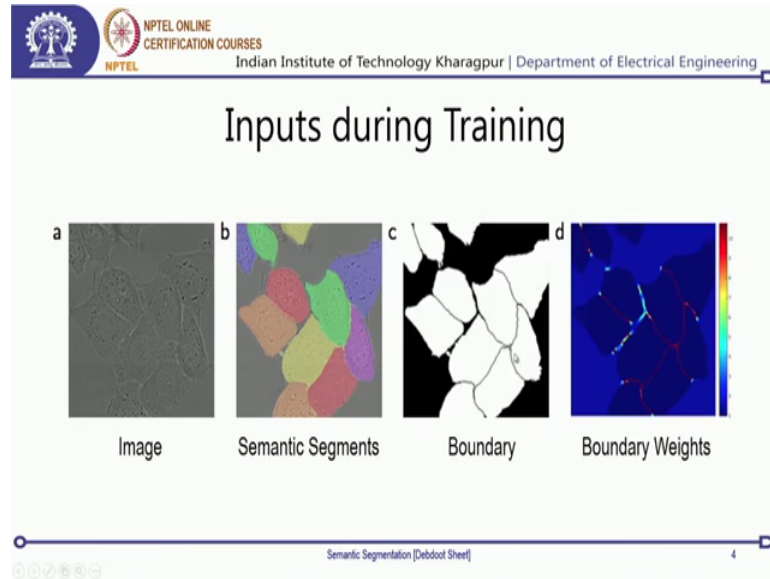 NPTEL ONLINE
CERTIFICATION COURSES
NPTEL
Indian Institute of Technology Kharagpur | Department of Electrical Engineering
Inputs during Training
a b c d
Image Semantic Segments Boundary Boundary Weights
Semantic Segmentation [Debdoot Sheet] 4